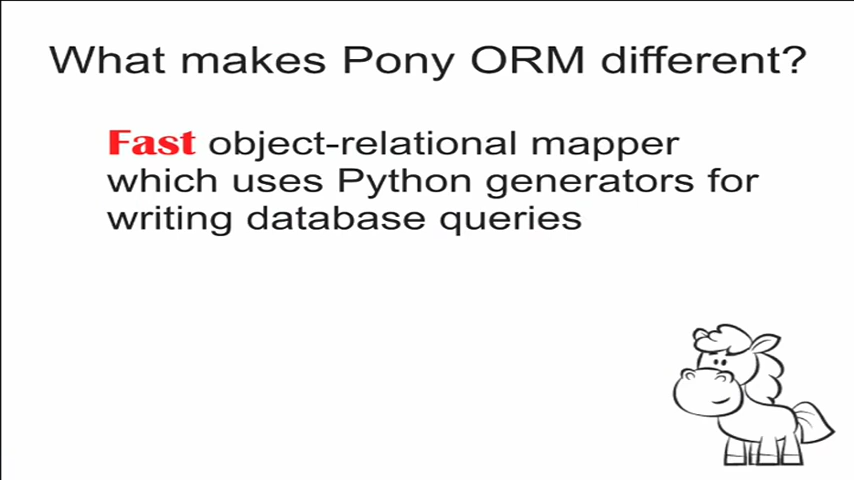 What makes Pony ORM different?
Fast object-relational mapper
which uses Python generators for
writing database queries